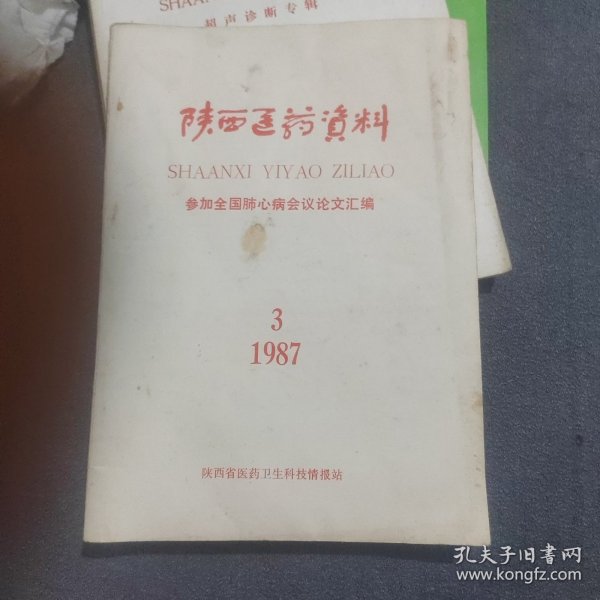 SHAAN
超声诊断专辑
陕西医药資料
SHAANXI YIYAO ZILIAO
参加全国肺心病会议论文汇编
3
1987
陕西省医药卫生科技情报站
孔夫子旧书网
www.kongfz.com